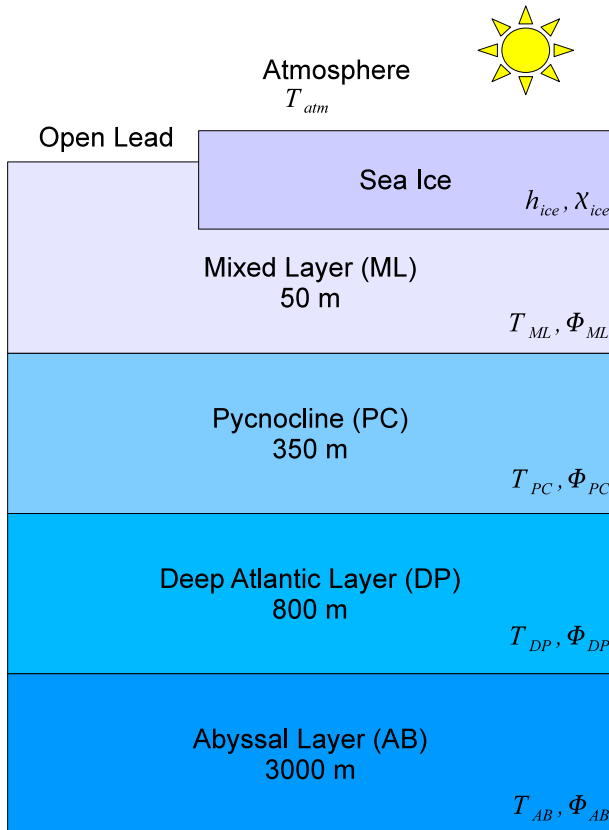 Atmosphere
T_atm
Open Lead
Sea Ice
h_ice, χ_ice
Mixed Layer (ML)
50 m
T_ML, Φ_ML
Pycnocline (PC)
350 m
T_PC, Φ_PC
Deep Atlantic Layer (DP)
800 m
T_DP, Φ_DP
Abyssal Layer (AB)
3000 m
T_AB, Φ_AB